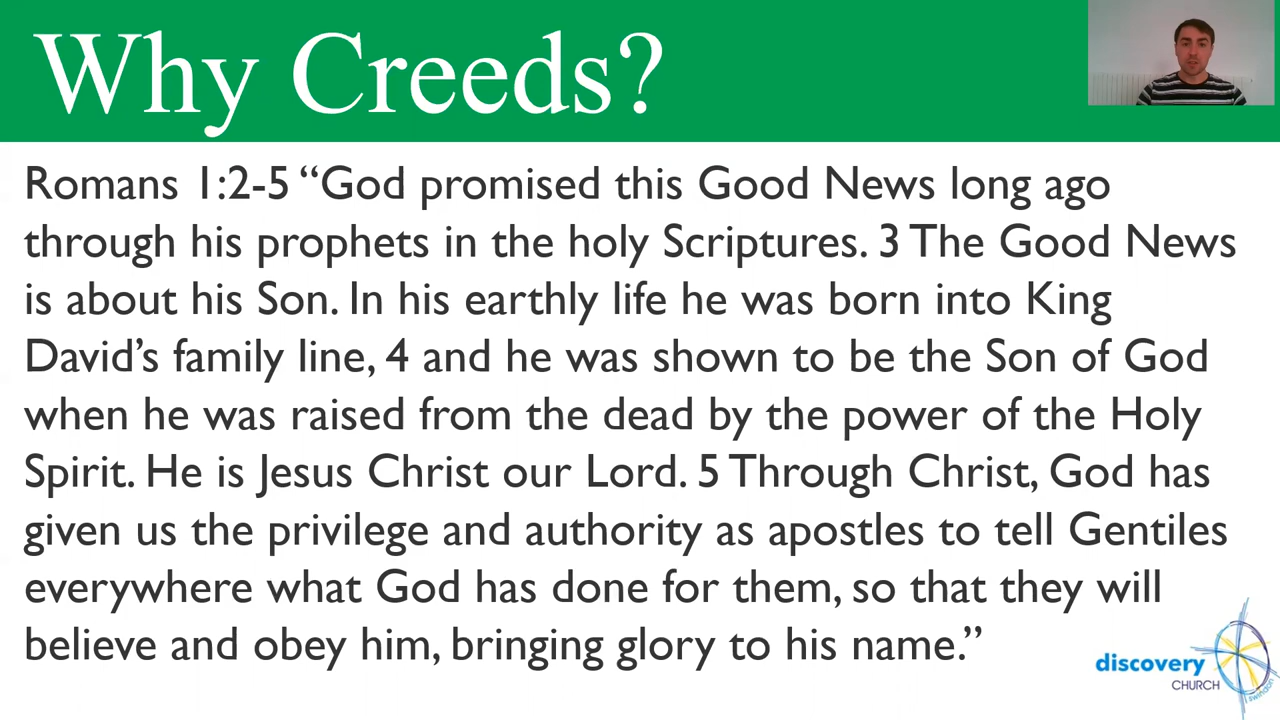 Why Creeds?
Romans 1:2-5 “God promised this Good News long ago
through his prophets in the holy Scriptures. 3 The Good News
is about his Son. In his earthly life he was born into King
David’s family line, 4 and he was shown to be the Son of God
when he was raised from the dead by the power of the Holy
Spirit. He is Jesus Christ our Lord. 5 Through Christ, God has
given us the privilege and authority as apostles to tell Gentiles
everywhere what God has done for them, so that they will
believe and obey him, bringing glory to his name.”
discovery
CHURCH
swindon